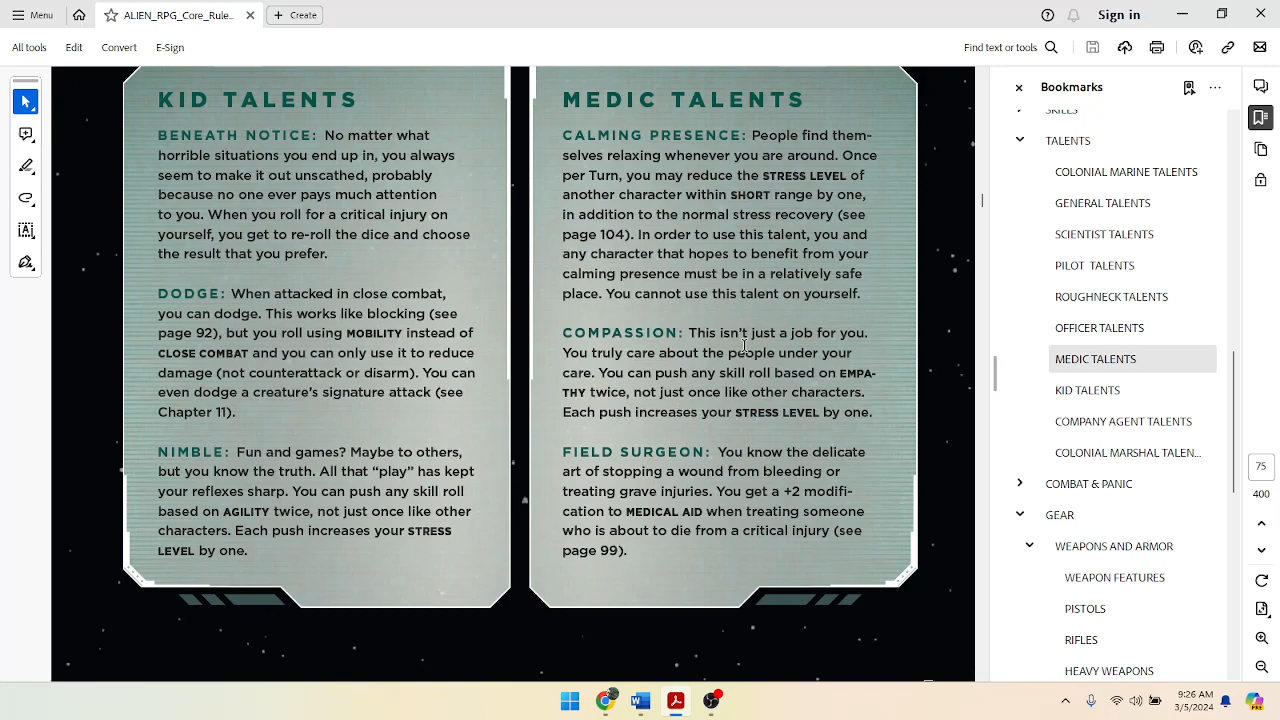 Menu
ALIEN_RPG_Core_Rule...
Create
Sign in
All tools
Edit
Convert
E-Sign
Find text or tools
KID TALENTS
BENEATH NOTICE: No matter what
horrible situations you end up in, you always
seem to make it out unscathed, probably
because no one ever pays much attention
to you. When you roll for a critical injury on
yourself, you get to re-roll the dice and choose
the result that you prefer.
DODGE: When attacked in close combat,
you can dodge. This works like blocking (see
page 92), but you roll using MOBILITY instead of
CLOSE COMBAT and you can only use it to reduce
damage (not counterattack or disarm). You can
even dodge a creature's signature attack (see
Chapter 11).
NIMBLE: Fun and games? Maybe to others,
but you know the truth. All that “play” has kept
your reflexes sharp. You can push any skill roll
based on AGILITY twice, not just once like other
characters. Each push increases your STRESS
LEVEL by one.
MEDIC TALENTS
CALMING PRESENCE: People find them-
selves relaxing whenever you are around. Once
per Turn, you may reduce the STRESS LEVEL of
another character within SHORT range by one,
in addition to the normal stress recovery (see
page 104). In order to use this talent, you and
any character that hopes to benefit from your
calming presence must be in a relatively safe
place. You cannot use this talent on yourself.
COMPASSION: This isn't just a job for you.
You truly care about the people under your
care. You can push any skill roll based on EMPA-
THY twice, not just once like other characters.
Each push increases your STRESS LEVEL by one.
FIELD SURGEON: You know the delicate
art of stopping a wound from bleeding or
treating grave injuries. You get a +2 modifi-
cation to MEDICAL AID when treating someone
who is about to die from a critical injury (see
page 99).
Bookmarks
SKILLS
TALENTS
COLONIAL MARINE TALENTS
GENERAL TALENTS
SCIENTIST TALENTS
PILOT TALENTS
ROUGHNECK TALENTS
OFFICER TALENTS
MEDIC TALENTS
KID TALENTS
COMPANY AGENT TALENTS
COLONIAL MARSHAL TALEN...
COMBAT & PANIC
GEAR
WEAPONS AND ARMOR
WEAPON FEATURES
PISTOLS
RIFLES
HEAVY WEAPONS
75
400
9:26 AM
3/5/2024